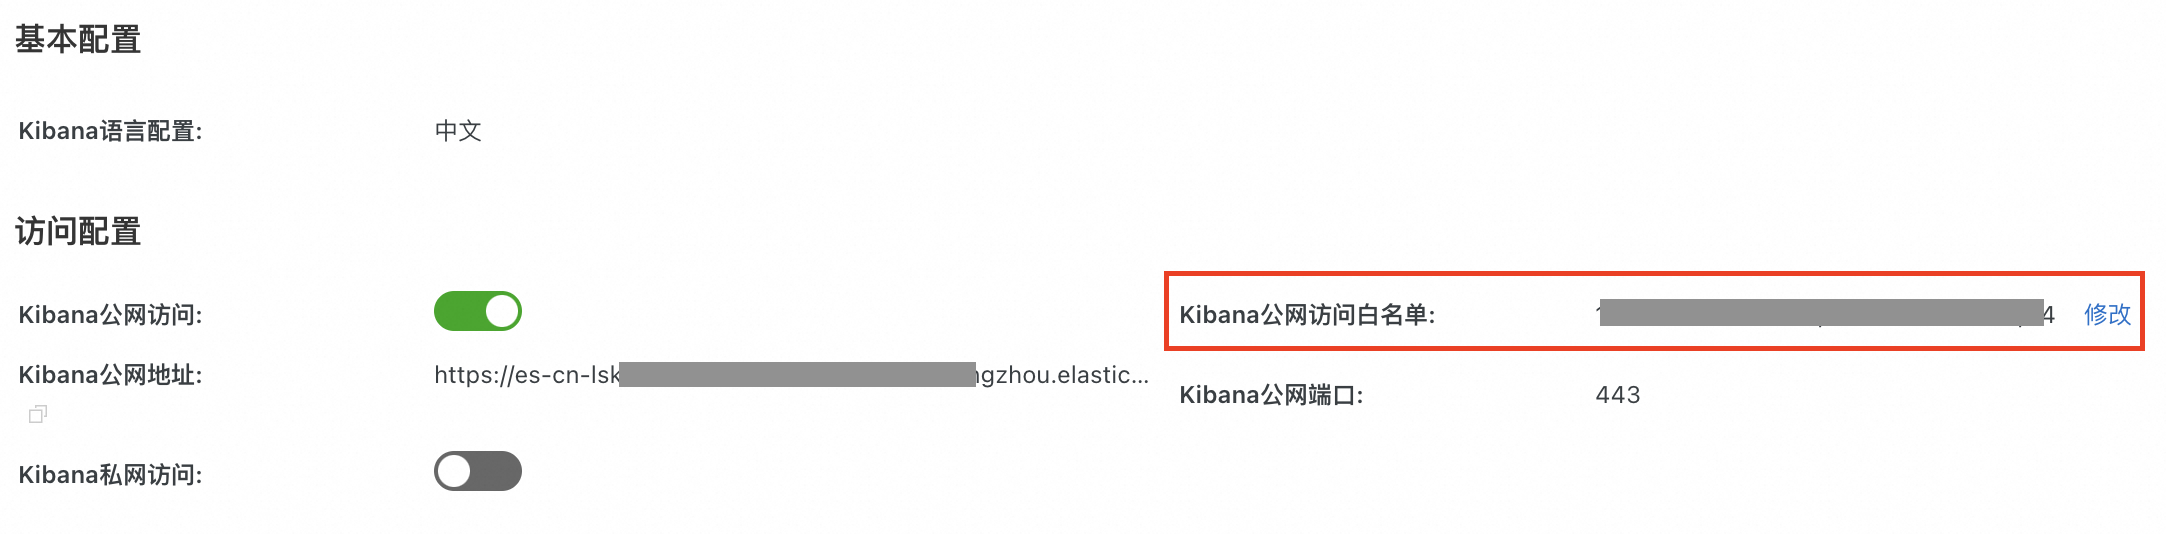 基本配置
Kibana语言配置: 中文
访问配置
Kibana公网访问:
Kibana公网访问白名单: 4 修改
Kibana公网地址: https://es-cn-lsk ngzhou.elastic...
Kibana公网端口: 443
Kibana私网访问: